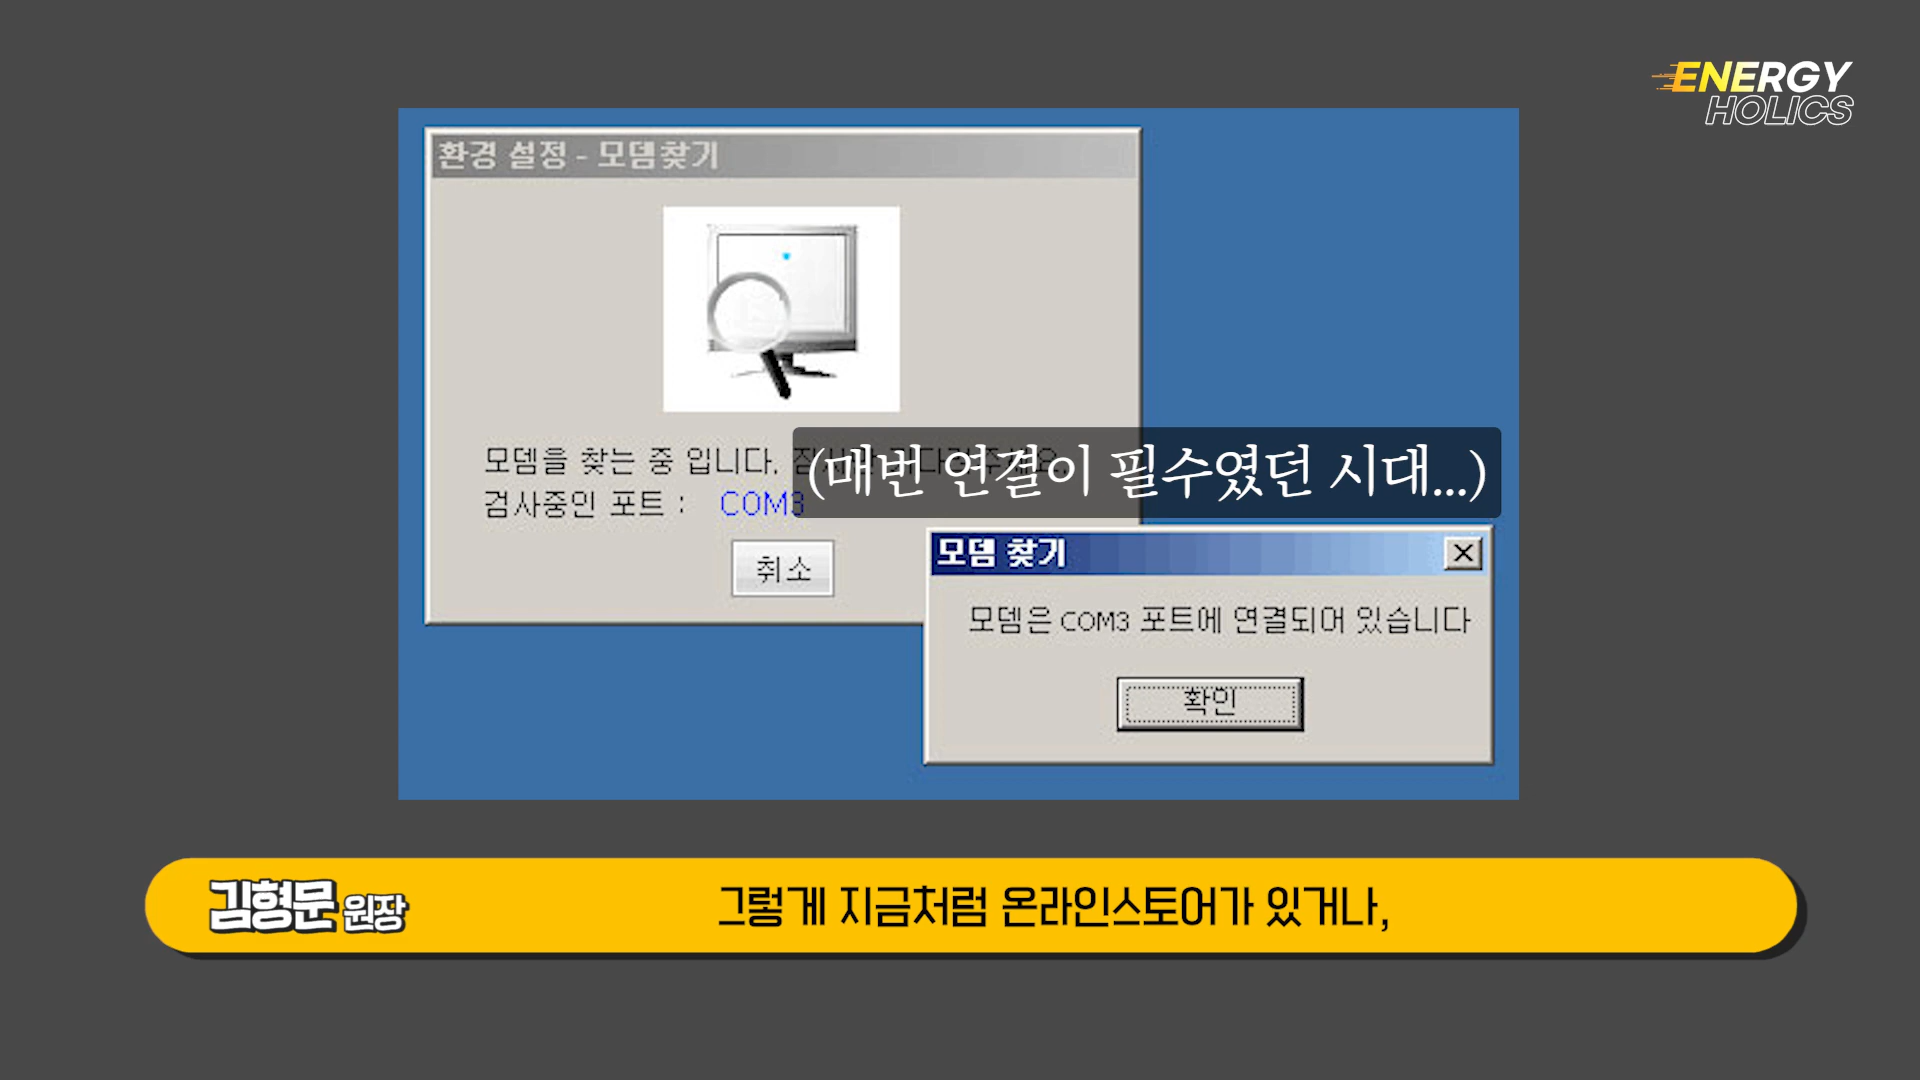 ENERGY
HOLICS
환경 설정 - 모뎀찾기
모뎀을 찾는 중 입니다.
검사중인 포트 : COM3
취소
(매번 연결이 필수였던 시대...)
모뎀 찾기
모뎀은 COM3 포트에 연결되어 있습니다
확인
김형문 원장
그렇게 지금처럼 온라인스토어가 있거나,